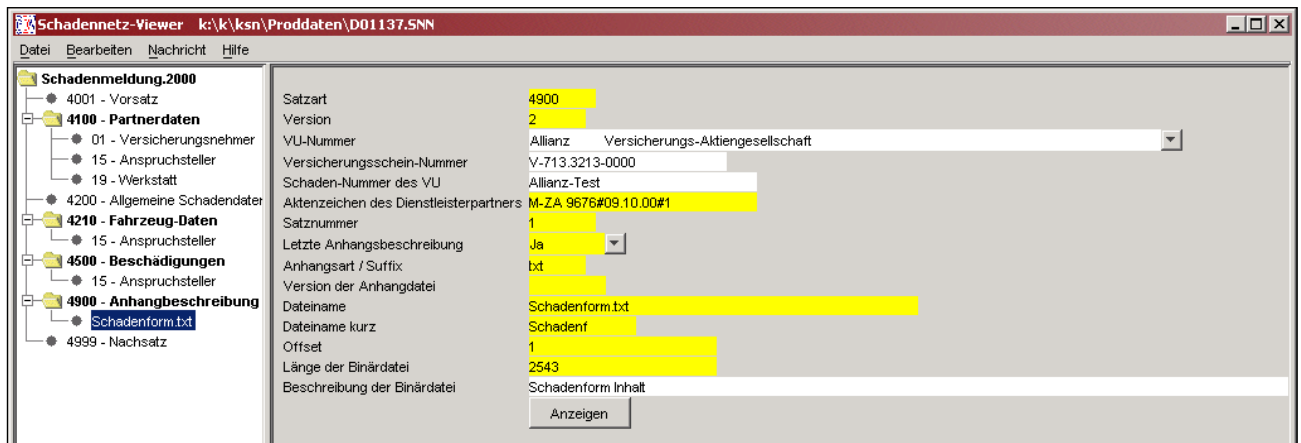 Schadennetz-Viewer k:\k\ksn\Proddaten\D01137.SNN
Datei Bearbeiten Nachricht Hilfe
Schadenmeldung.2000
4001 - Vorsatz
4100 - Partnerdaten
01 - Versicherungsnehmer
15 - Anspruchsteller
19 - Werkstatt
4200 - Allgemeine Schadendater
4210 - Fahrzeug-Daten
15 - Anspruchsteller
4500 - Beschädigungen
15 - Anspruchsteller
4900 - Anhangbeschreibung
Schadenform.txt
4999 - Nachsatz
Satzart 4900
Version 2
VU-Nummer Allianz Versicherungs-Aktiengesellschaft
Versicherungsschein-Nummer V-713.3213-0000
Schaden-Nummer des VU Allianz-Test
Aktenzeichen des Dienstleisterpartners M-ZA 9676#09.10.00#1
Satznummer 1
Letzte Anhangsbeschreibung Ja
Anhangsart / Suffix txt
Version der Anhangdatei
Dateiname Schadenform.txt
Dateiname kurz Schadenf
Offset 1
Länge der Binärdatei 2543
Beschreibung der Binärdatei Schadenform Inhalt
Anzeigen